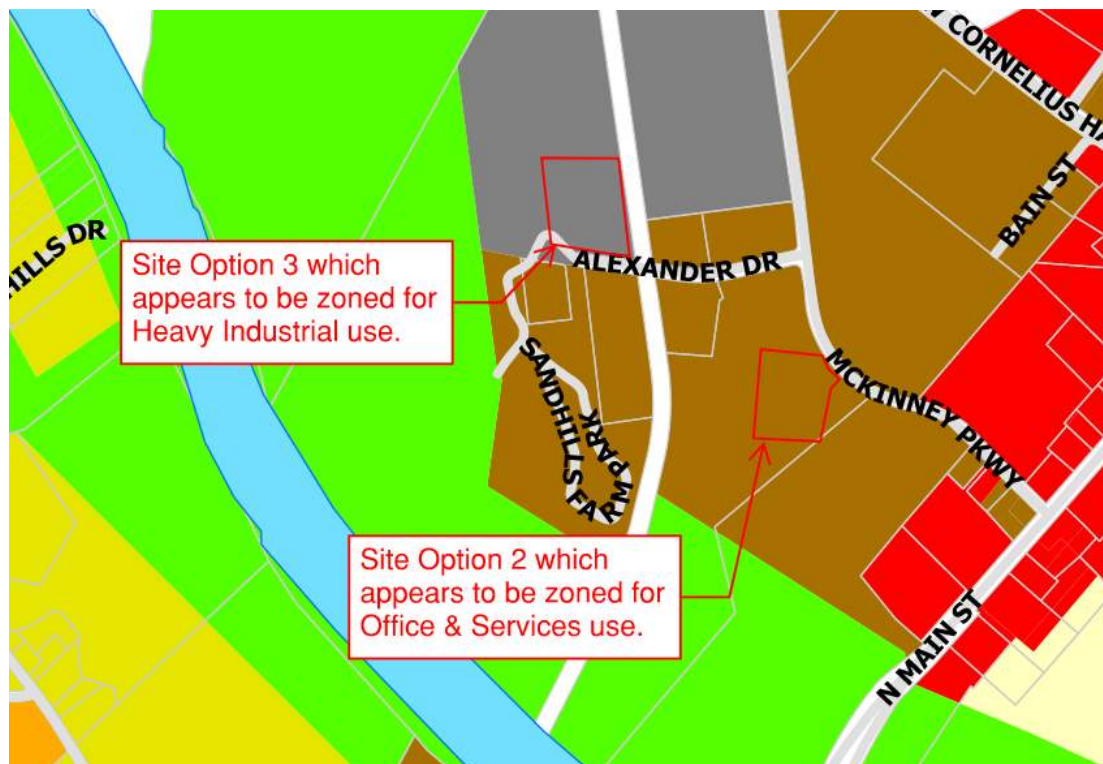 N CORNELIUS HA
BAIN ST
HILLS DR
Site Option 3 which
appears to be zoned for
Heavy Industrial use.
ALEXANDER DR
MCKINNEY PKWY
SANDHILLS FARM PARK
Site Option 2 which
appears to be zoned for
Office & Services use.
N MAIN ST